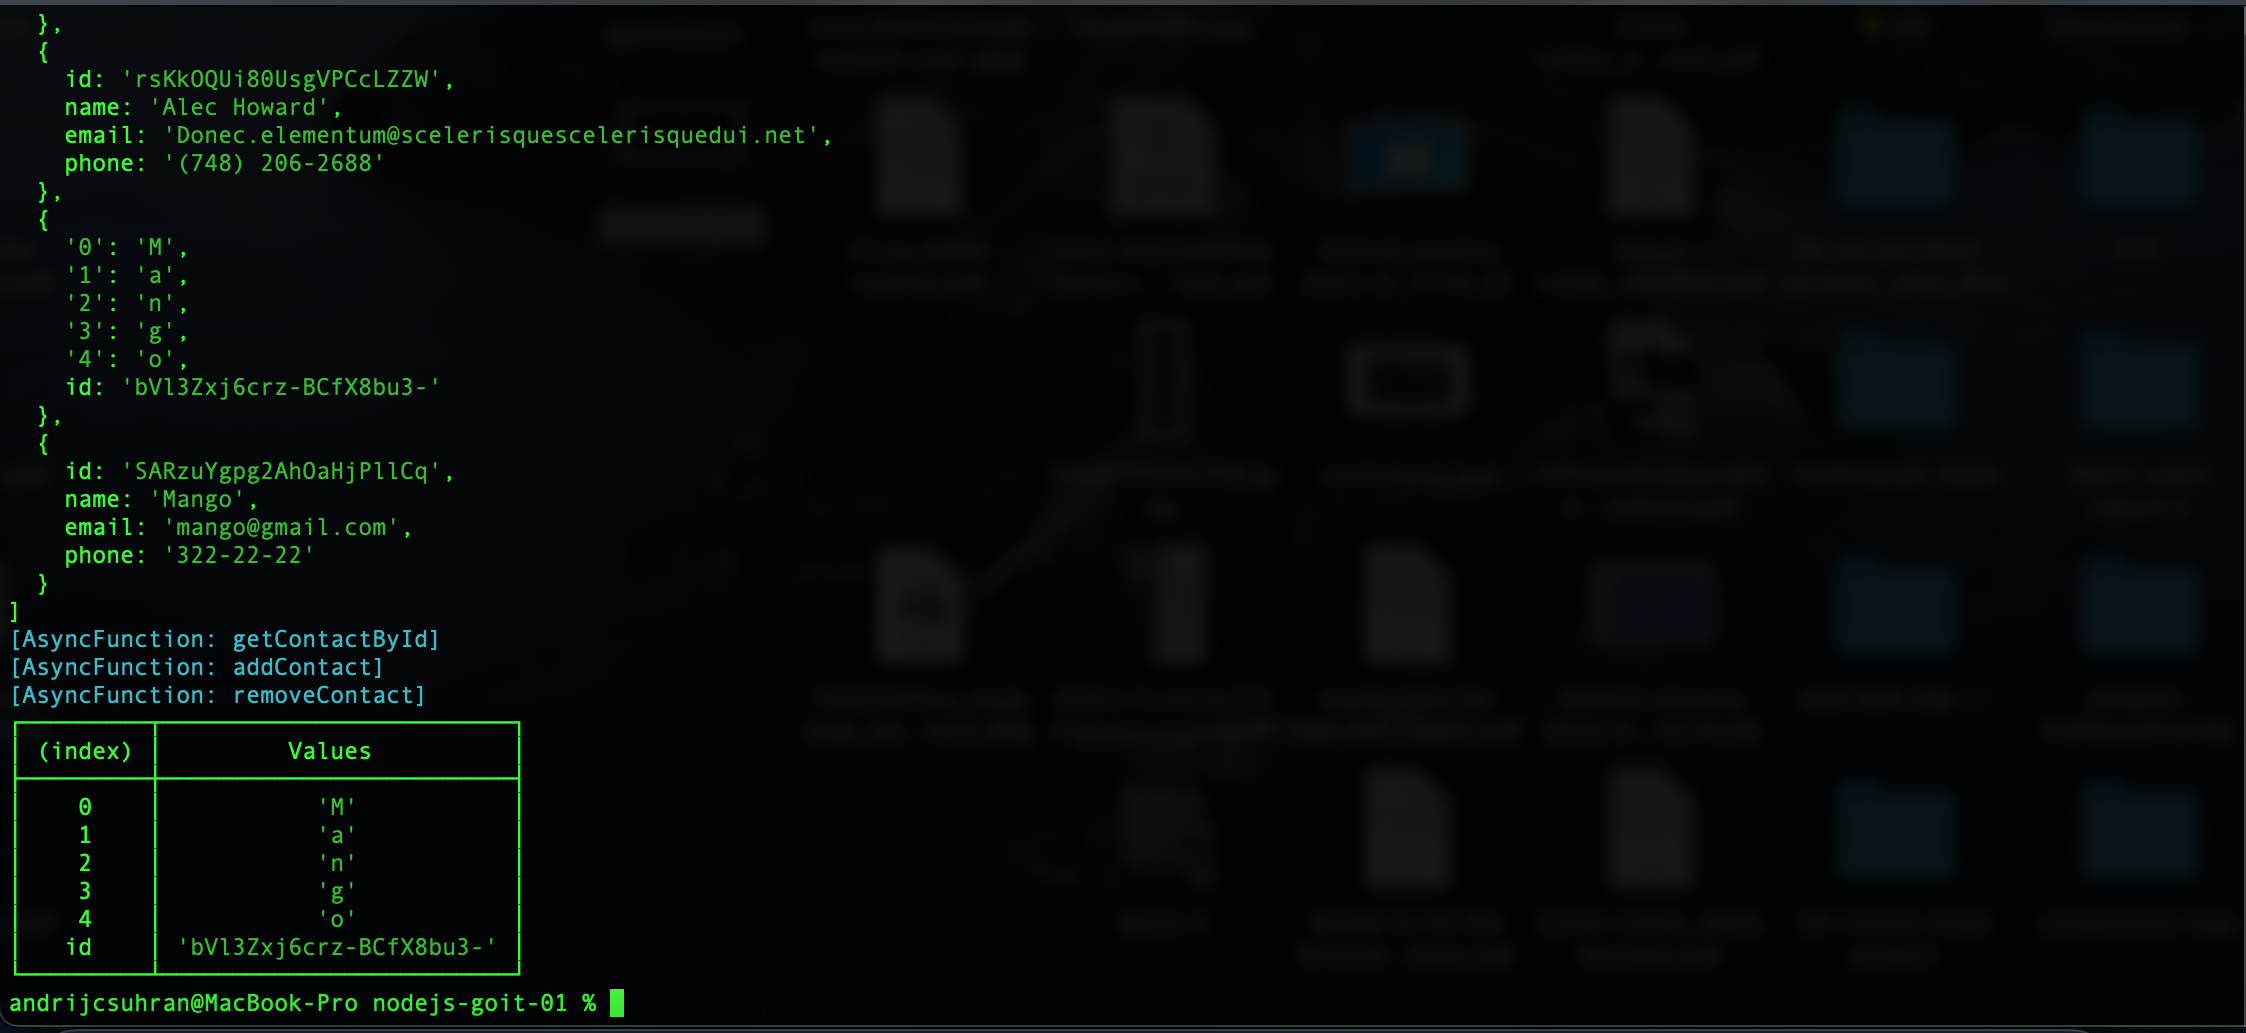 },
{
id: 'rsKkOQUi80UsgVPCcLZZW',
name: 'Alec Howard',
email: 'Donec.elementum@scelerisquescelerisquedui.net',
phone: '(748) 206-2688'
},
{
'0': 'M',
'1': 'a',
'2': 'n',
'3': 'g',
'4': 'o',
id: 'bVl3Zxj6crz-BCfX8bu3-'
},
{
id: 'SARzuYgpg2AhOaHjPllCq',
name: 'Mango',
email: 'mango@gmail.com',
phone: '322-22-22'
}
]
[AsyncFunction: getContactById]
[AsyncFunction: addContact]
[AsyncFunction: removeContact]
(index) Values
0 'M'
1 'a'
2 'n'
3 'g'
4 'o'
id 'bVl3Zxj6crz-BCfX8bu3-'
andrijcsuhran@MacBook-Pro nodejs-goit-01 %